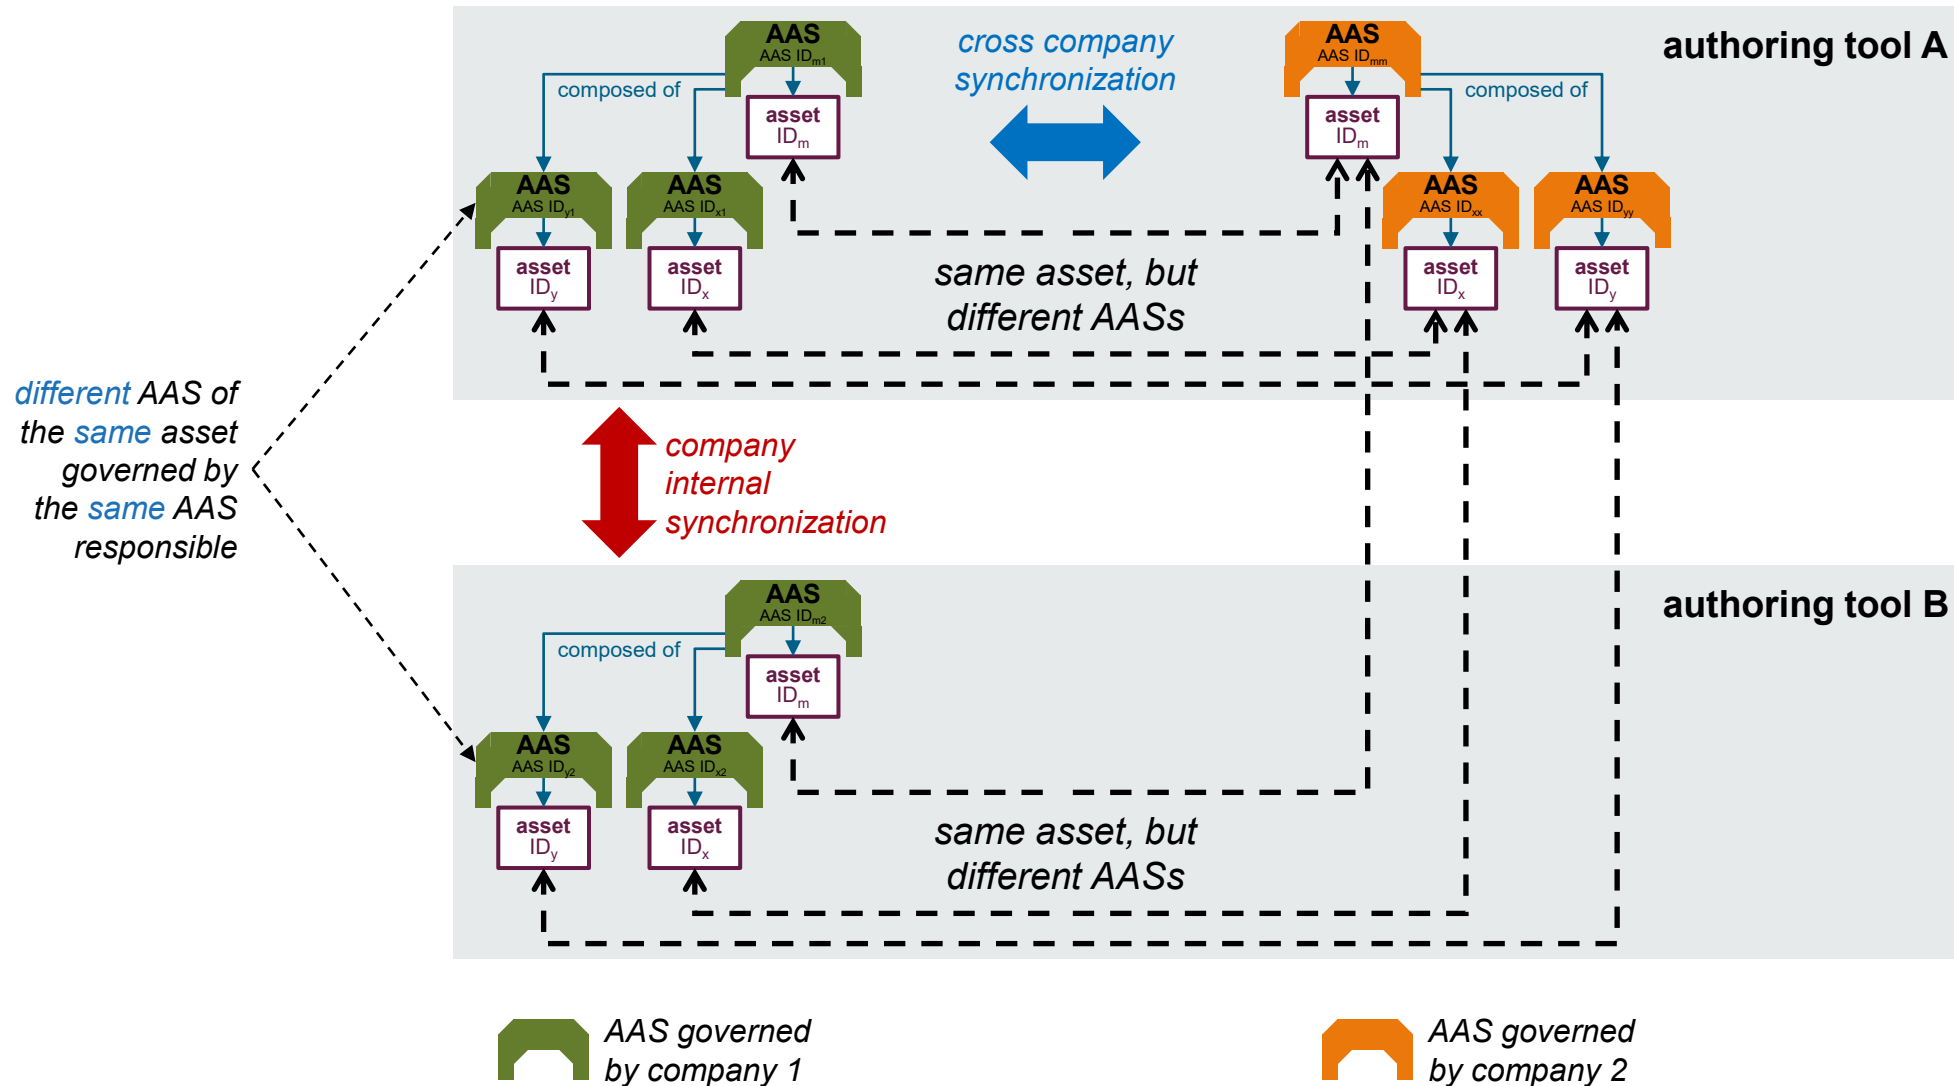 authoring tool A
AAS
AAS IDm1
composed of
asset
IDm
AAS
AAS IDy1
asset
IDy
AAS
AAS IDx1
asset
IDx
cross company
synchronization
AAS
AAS IDmm
composed of
asset
IDm
AAS
AAS IDxx
asset
IDx
AAS
AAS IDyy
asset
IDy
same asset, but
different AASs
different AAS of
the same asset
governed by
the same AAS
responsible
company
internal
synchronization
authoring tool B
AAS
AAS IDm2
composed of
asset
IDm
AAS
AAS IDy2
asset
IDy
AAS
AAS IDx2
asset
IDx
same asset, but
different AASs
AAS governed
by company 1
AAS governed
by company 2